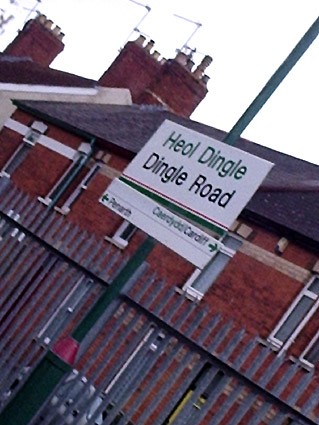 Heol Dingle
Dingle Road
Penarth
Caerdydd/Cardiff